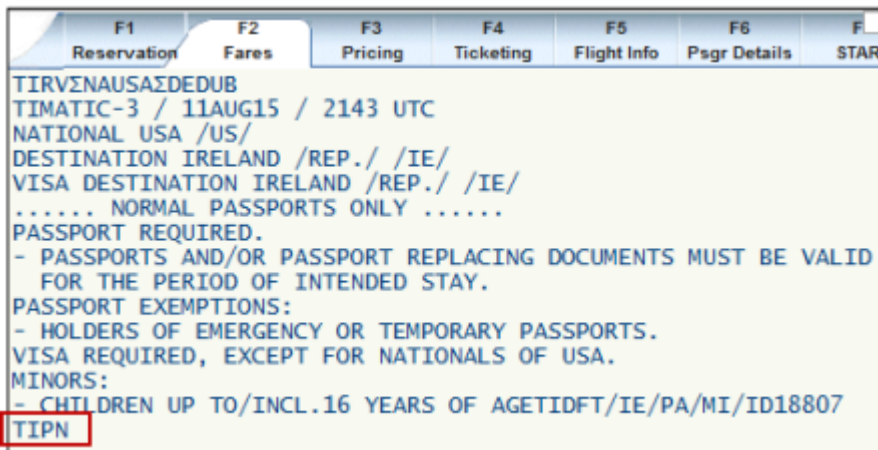 F1 F2 F3 F4 F5 F6 F
Reservation Fares Pricing Ticketing Flight Info Psgr Details STAR
TIRVΣNAUSAΣDEDUB
TIMATIC-3 / 11AUG15 / 2143 UTC
NATIONAL USA /US/
DESTINATION IRELAND /REP./ /IE/
VISA DESTINATION IRELAND /REP./ /IE/
...... NORMAL PASSPORTS ONLY ......
PASSPORT REQUIRED.
- PASSPORTS AND/OR PASSPORT REPLACING DOCUMENTS MUST BE VALID
FOR THE PERIOD OF INTENDED STAY.
PASSPORT EXEMPTIONS:
- HOLDERS OF EMERGENCY OR TEMPORARY PASSPORTS.
VISA REQUIRED, EXCEPT FOR NATIONALS OF USA.
MINORS:
- CHILDREN UP TO/INCL.16 YEARS OF AGETIDFT/IE/PA/MI/ID18807
TIPN